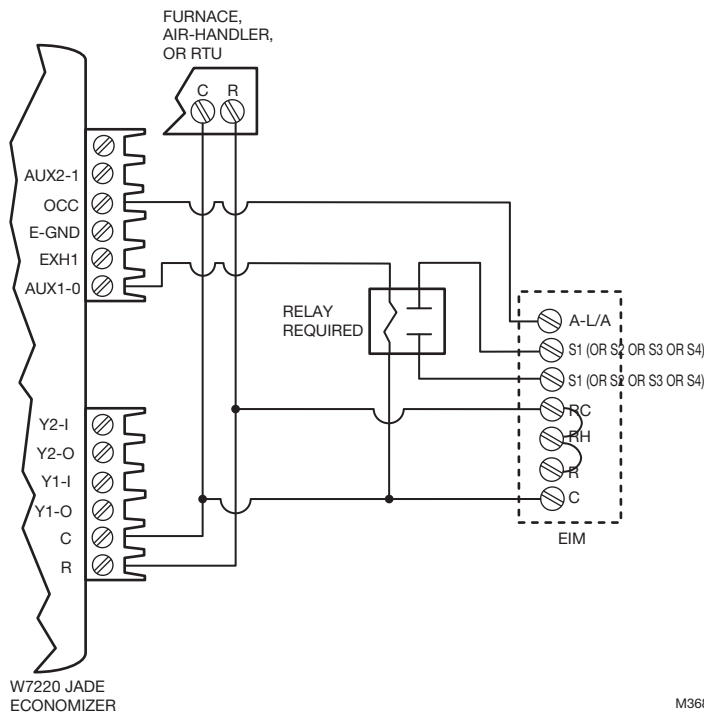 FURNACE,
AIR-HANDLER,
OR RTU
C R
AUX2-1
OCC
E-GND
EXH1
AUX1-0
RELAY
REQUIRED
A-L/A
S1 (OR S2 OR S3 OR S4)
S1 (OR S2 OR S3 OR S4)
RC
RH
R
C
EIM
Y2-I
Y2-O
Y1-I
Y1-O
C
R
W7220 JADE
ECONOMIZER
M368